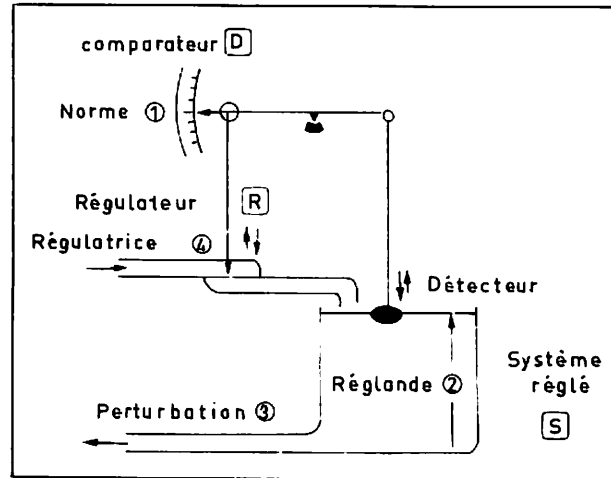 comparateur D
Norme ①
Régulateur R
Régulatrice ④
Détecteur
Réglande ②
Système
réglé
S
Perturbation ③